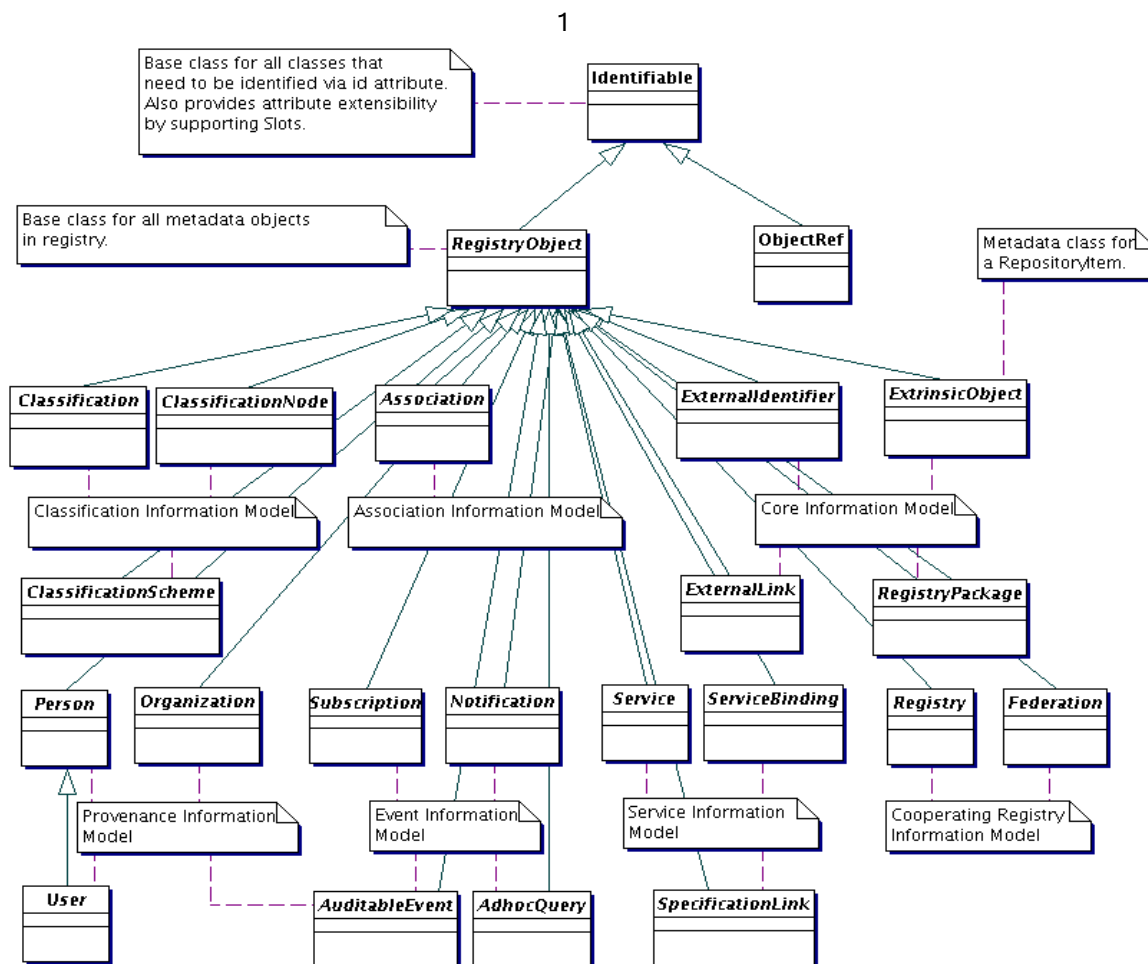 1
Base class for all classes that
need to be identified via id attribute.
Also provides attribute extensibility
by supporting Slots.
Identifiable
Base class for all metadata objects
in registry.
RegistryObject
ObjectRef
Metadata class for
a RepositoryItem.
Classification
ClassificationNode
Association
ExternalIdentifier
ExtrinsicObject
Classification Information Model
Association Information Model
Core Information Model
ClassificationScheme
ExternalLink
RegistryPackage
Person
Organization
Subscription
Notification
Service
ServiceBinding
Registry
Federation
Provenance Information
Model
Event Information
Model
Service Information
Model
Cooperating Registry
Information Model
User
AuditableEvent
AdhocQuery
SpecificationLink